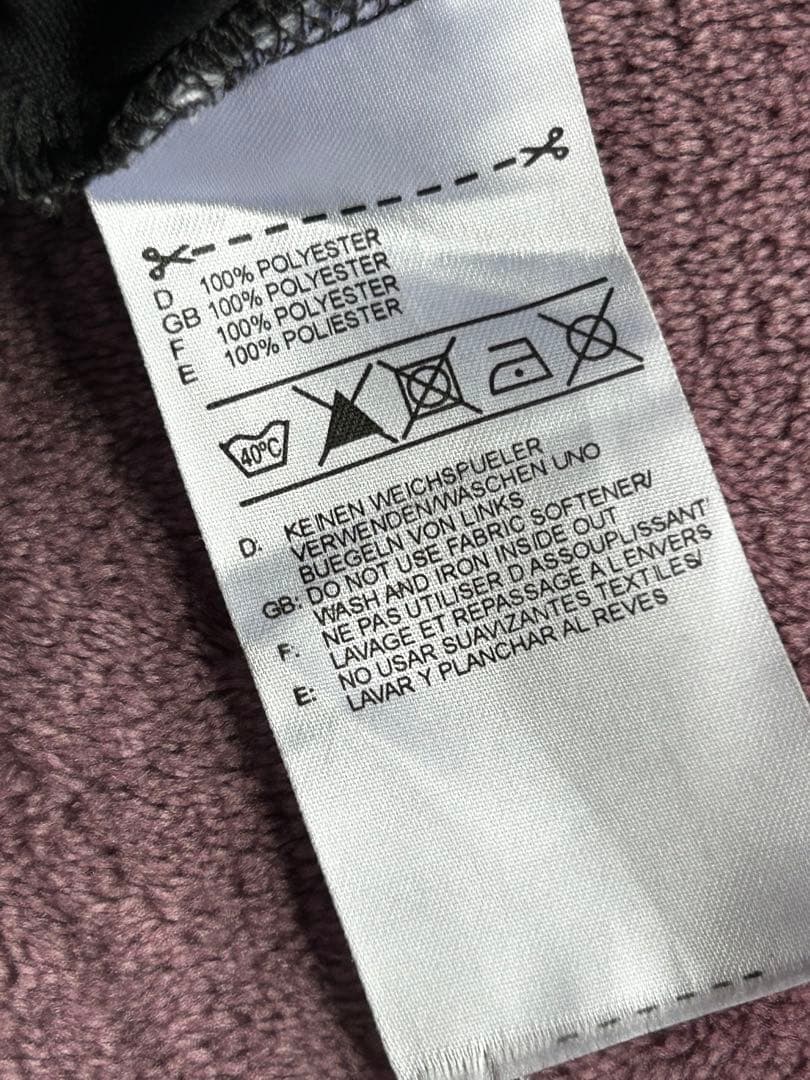 D 100% POLYESTER
GB 100% POLYESTER
F 100% POLYESTER
E 100% POLIESTER
40°C
D: KEINEN WEICHSPUELER
VERWENDEN/WASCHEN UNO
BUEGELN VON LINKS
GB: DO NOT USE FABRIC SOFTENER/
WASH AND IRON INSIDE OUT
F: NE PAS UTILISER D'ASSOUPLISSANT/
LAVAGE ET REPASSAGE A L'ENVERS
E: NO USAR SUAVIZANTES TEXTILES/
LAVAR Y PLANCHAR AL REVES